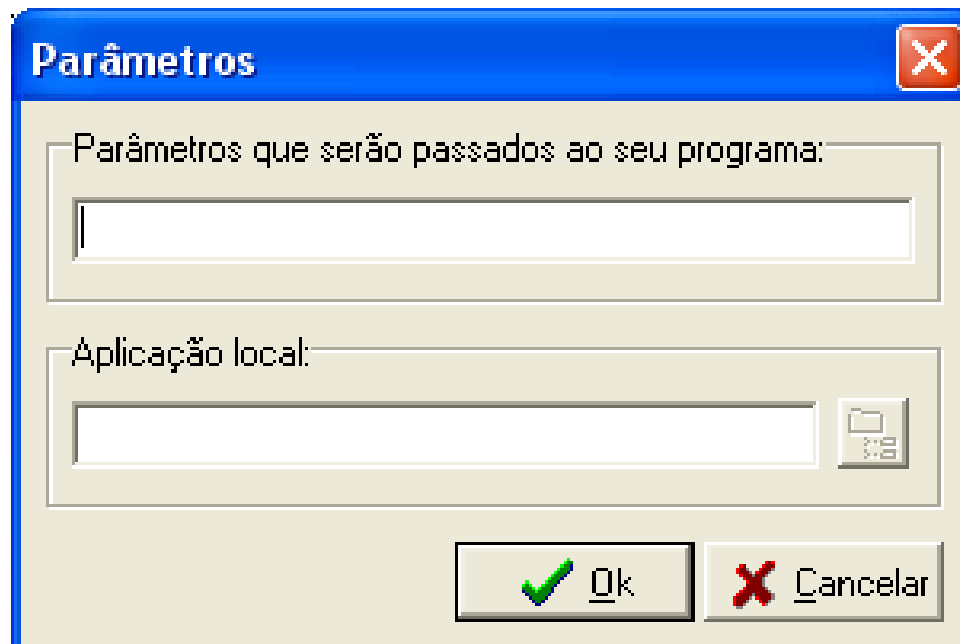 Parâmetros
Parâmetros que serão passados ao seu programa:
Aplicação local:
Ok
Cancelar